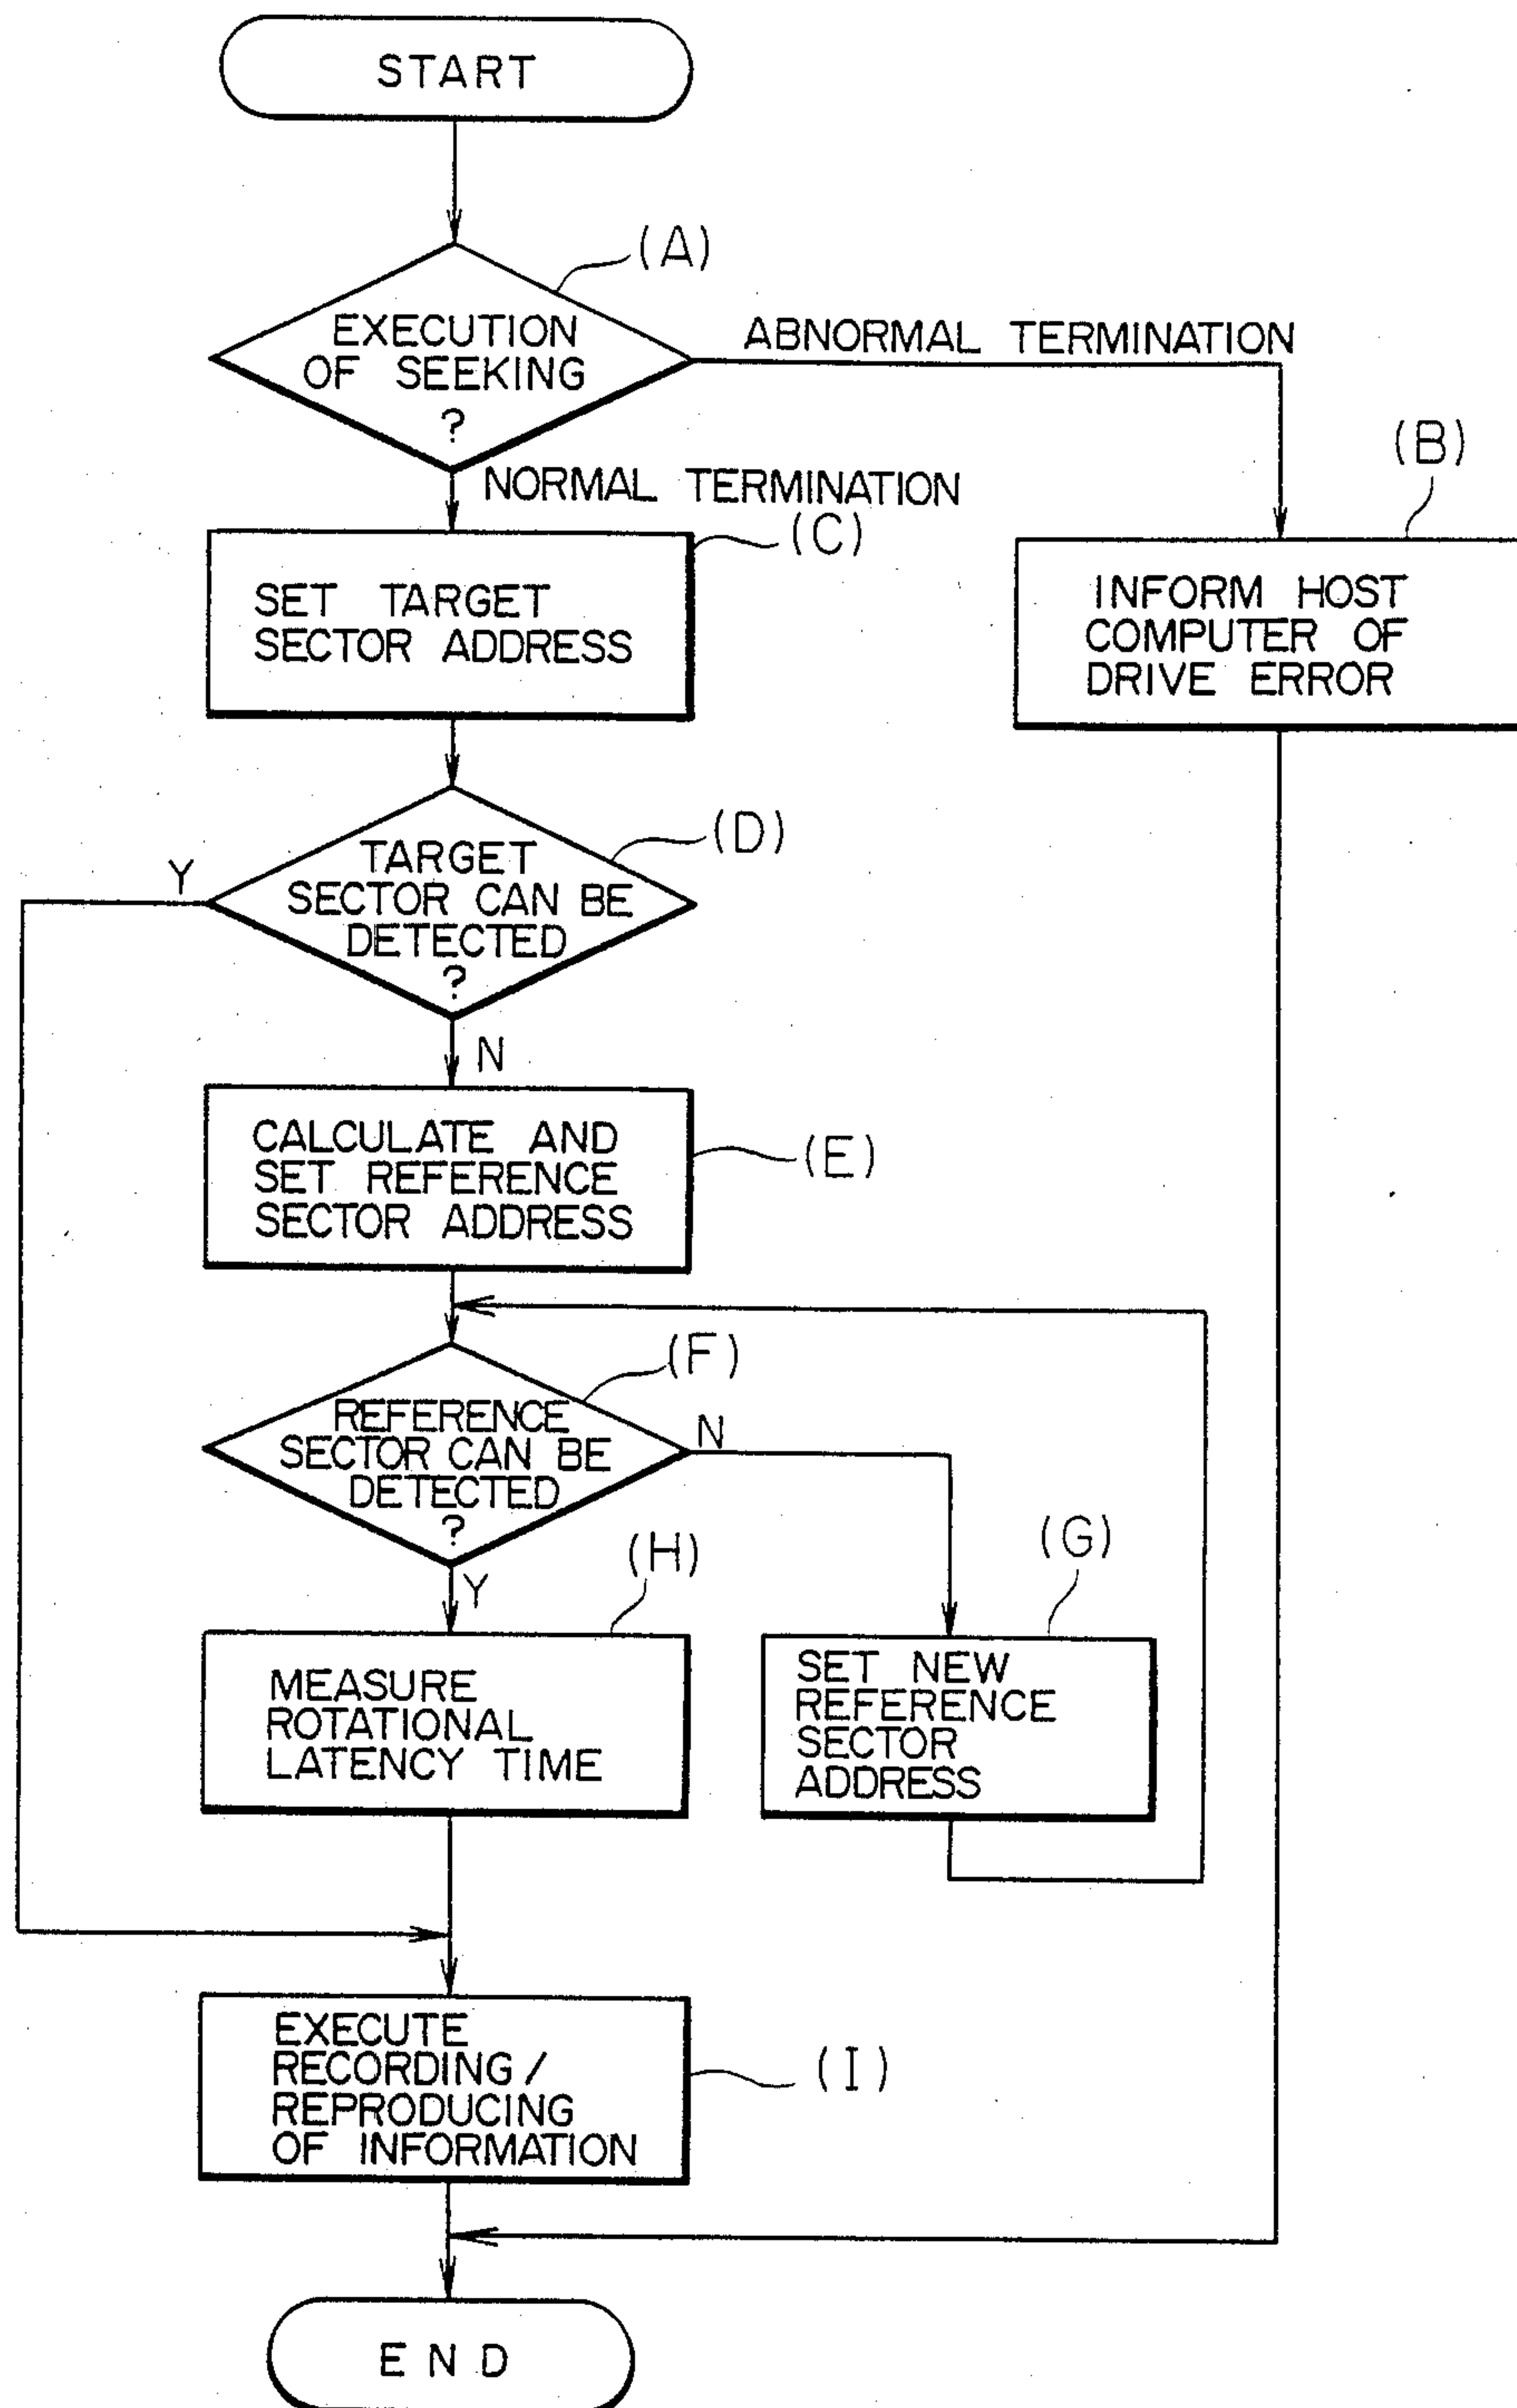 START
(A)
EXECUTION
OF SEEKING
?
ABNORMAL TERMINATION
NORMAL TERMINATION
(B)
(C)
SET TARGET
SECTOR ADDRESS
INFORM HOST
COMPUTER OF
DRIVE ERROR
(D)
Y
TARGET
SECTOR CAN BE
DETECTED
?
N
CALCULATE AND
SET REFERENCE
SECTOR ADDRESS
(E)
(F)
REFERENCE
SECTOR CAN BE
DETECTED
?
N
Y
(H)
(G)
MEASURE
ROTATIONAL
LATENCY TIME
SET NEW
REFERENCE
SECTOR
ADDRESS
EXECUTE
RECORDING/
REPRODUCING
OF INFORMATION
(I)
END